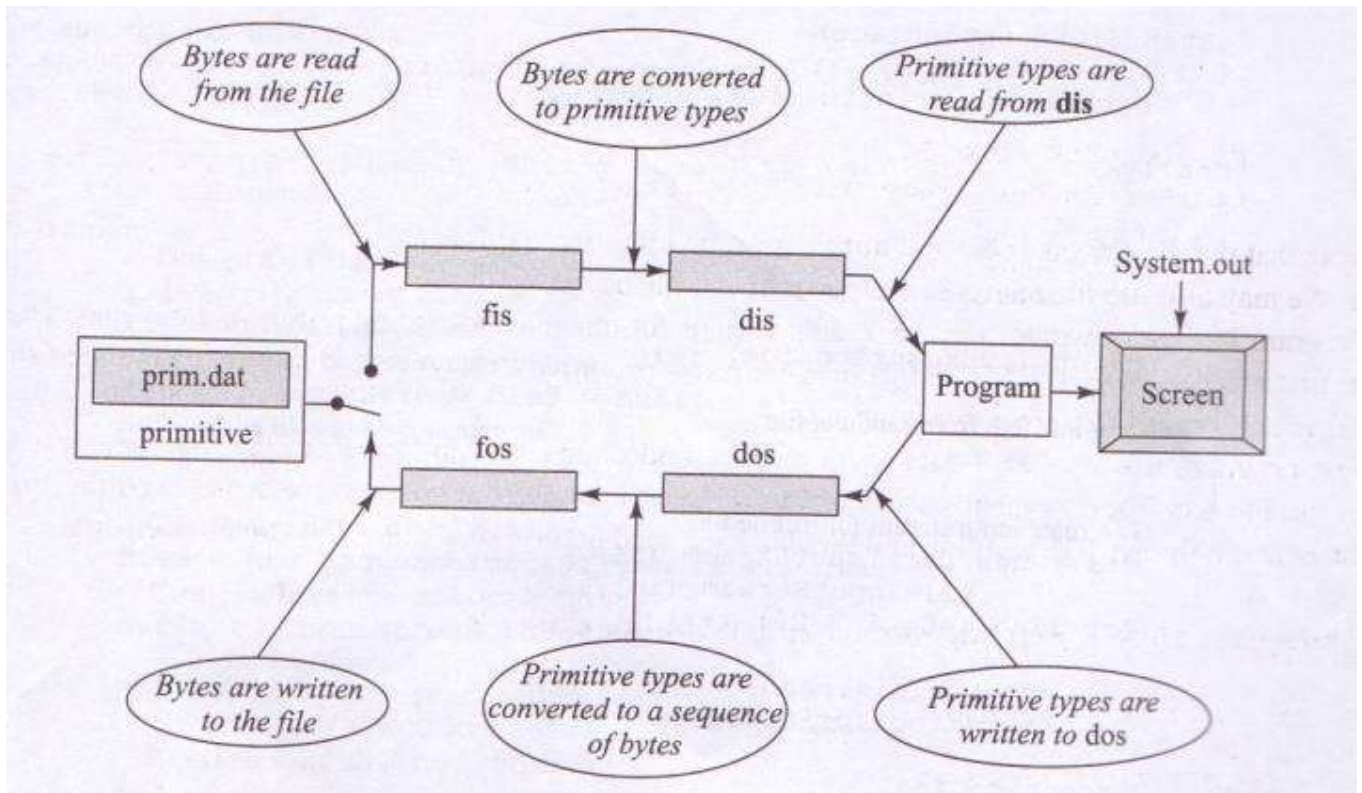 Bytes are read
from the file
Bytes are converted
to primitive types
Primitive types are
read from dis
System.out
fis
dis
prim.dat
primitive
Program
Screen
fos
dos
Bytes are written
to the file
Primitive types are
converted to a sequence
of bytes
Primitive types are
written to dos